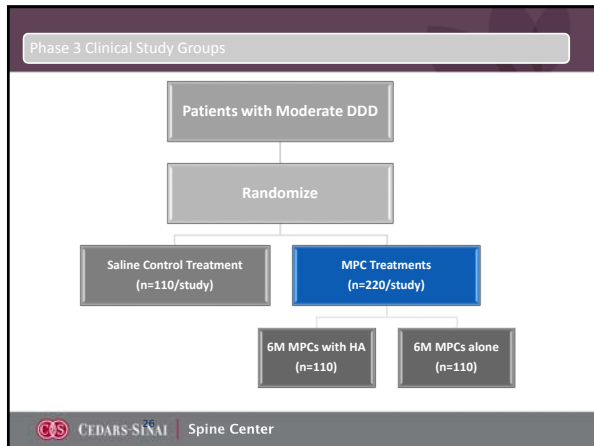 Phase 3 Clinical Study Groups
Patients with Moderate DDD
Randomize
Saline Control Treatment
(n=110/study)
MPC Treatments
(n=220/study)
6M MPCs with HA
(n=110)
6M MPCs alone
(n=110)
26
CEDARS-SINAI | Spine Center